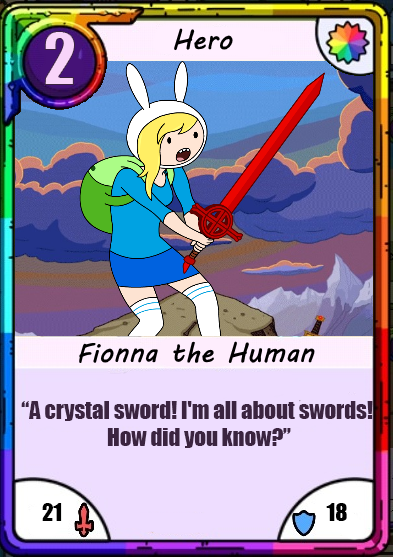 2
Hero
Fionna the Human
“A crystal sword! I'm all about swords!
How did you know?”
21
18